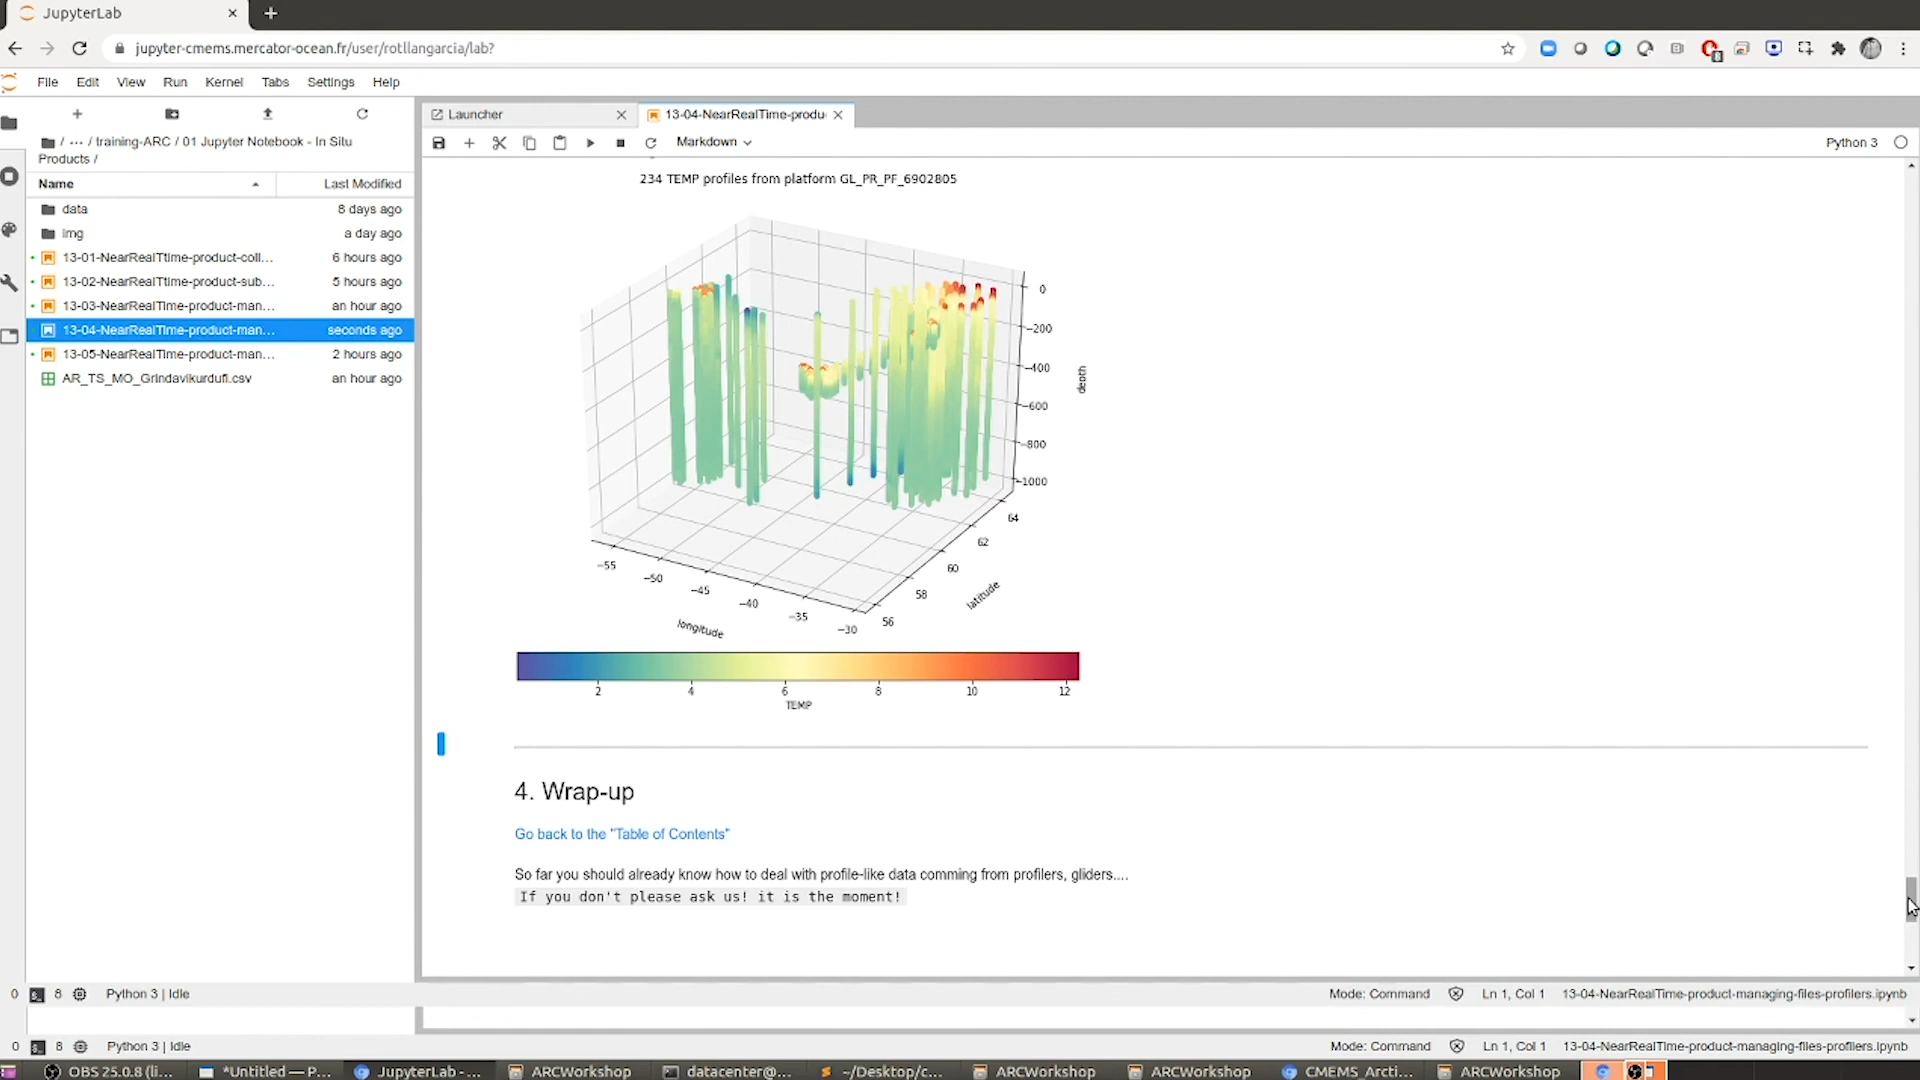 JupyterLab
jupyter-cmems.mercator-ocean.fr/user/rotllangarcia/lab?
File Edit View Run Kernel Tabs Settings Help
/ ··· / training-ARC / 01 Jupyter Notebook - In Situ
Products /
Name Last Modified
data 8 days ago
img a day ago
13-01-NearRealTtime-product-coll... 6 hours ago
13-02-NearRealTtime-product-sub... 5 hours ago
13-03-NearRealTime-product-man... an hour ago
13-04-NearRealTime-product-man... seconds ago
13-05-NearRealTime-product-man... 2 hours ago
AR_TS_MO_Grindavikurdufl.csv an hour ago
Launcher
13-04-NearRealTime-produ
Markdown
Python 3
234 TEMP profiles from platform GL_PR_PF_6902805
0
−200
−400
−600
−800
−1000
depth
64
62
60
58
56
latitude
−55
−50
−45
−40
−35
−30
longitude
2 4 6 8 10 12
TEMP
4. Wrap-up
Go back to the "Table of Contents"
So far you should already know how to deal with profile-like data comming from profilers, gliders....
If you don't please ask us! it is the moment!
0 8 Python 3 | Idle Mode: Command Ln 1, Col 1 13-04-NearRealTime-product-managing-files-profilers.ipynb
0 8 Python 3 | Idle Mode: Command Ln 1, Col 1 13-04-NearRealTime-product-managing-files-profilers.ipynb
OBS 25.0.8 (li... *Untitled — P... JupyterLab - ... ARCWorkshop datacenter@... ~/Desktop/c... ARCWorkshop ARCWorkshop CMEMS_Arcti... ARCWorkshop